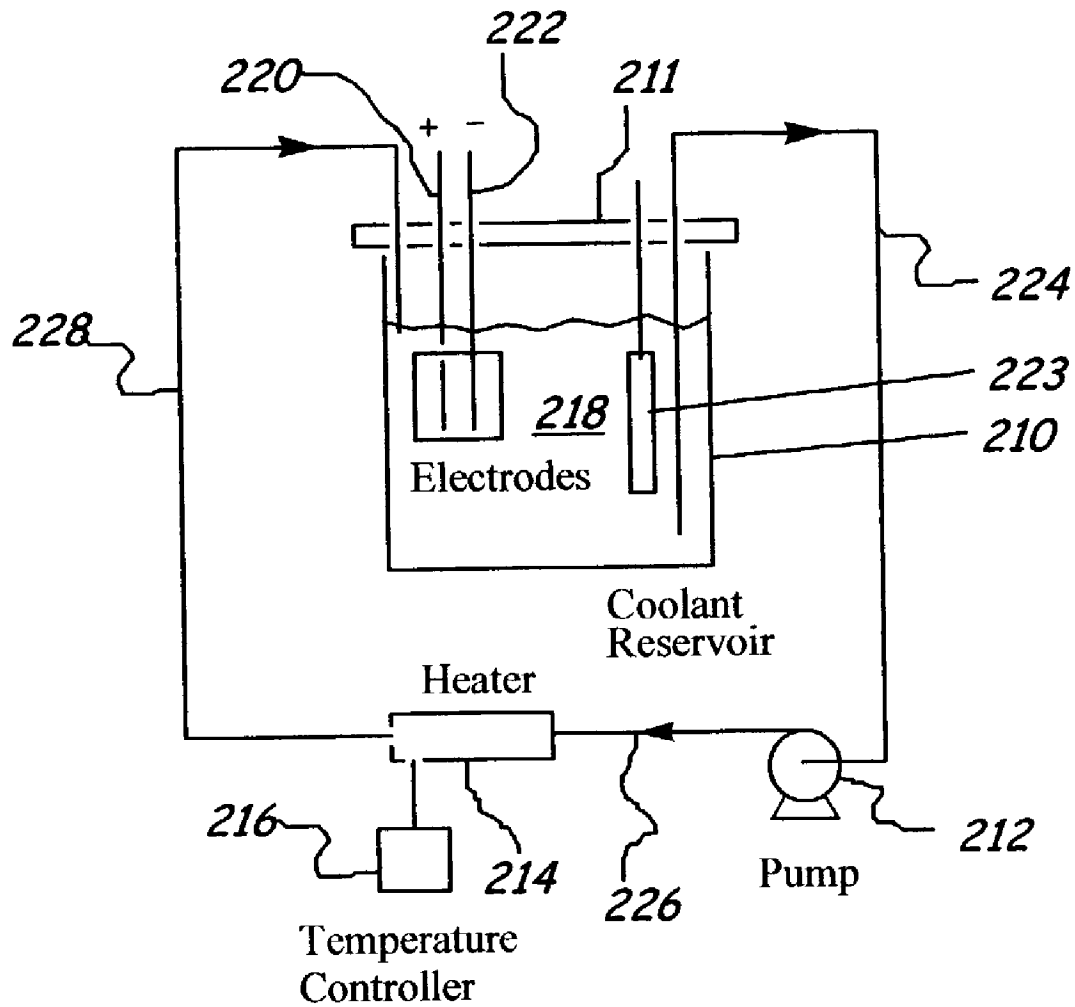 222
220
211
+ −
224
228
223
218
210
Electrodes
Coolant
Reservoir
Heater
216
214
226
212
Pump
Temperature
Controller